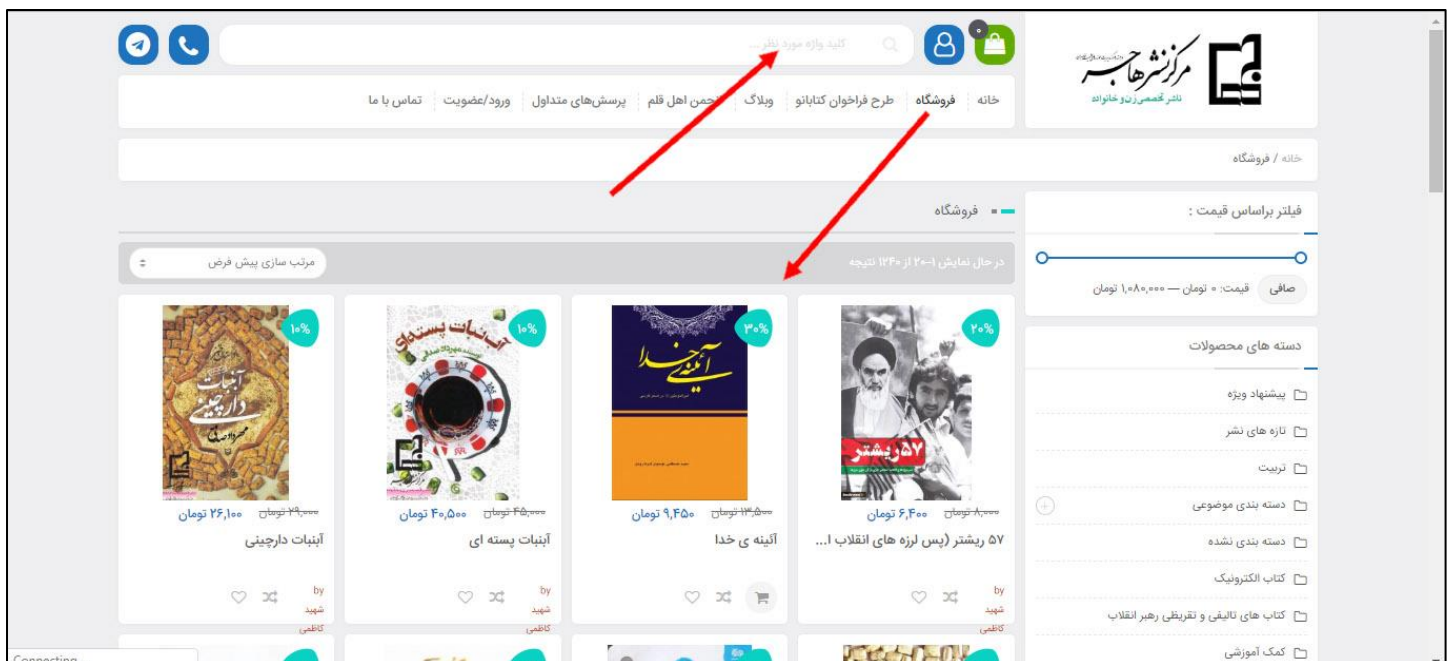 مرکز نشر هاجر
ناشر تخصصی زن و خانواده
۰
کلید واژه مورد نظر ...
خانه
فروشگاه
طرح فراخوان کتابانو
وبلاگ
انجمن اهل قلم
پرسش‌های متداول
ورود/عضویت
تماس با ما
خانه / فروشگاه
فیلتر براساس قیمت :
صافی
قیمت: ۰ تومان — ۱,۰۸۰,۰۰۰ تومان
دسته های محصولات
پیشنهاد ویژه
تازه های نشر
تربیت
دسته بندی موضوعی
دسته بندی نشده
کتاب الکترونیک
کتاب های تالیفی و تقریظی رهبر انقلاب
کمک آموزشی
فروشگاه
در حال نمایش ۱–۲۰ از ۱۲۴۰ نتیجه
مرتب سازی پیش فرض
۲۰%
۵۷ ریشتر
۸,۰۰۰ تومان ۶,۴۰۰ تومان
۵۷ ریشتر (پس لرزه های انقلاب ا...
by
شهید
کاظمی
۳۰%
آئینه‌ی خدا
۱۳,۵۰۰ تومان ۹,۴۵۰ تومان
آئینه ی خدا
۱۰%
آبنبات پسته‌ای
۴۵,۰۰۰ تومان ۴۰,۵۰۰ تومان
آبنبات پسته ای
by
شهید
کاظمی
۱۰%
آبنبات
دارچینی
۲۹,۰۰۰ تومان ۲۶,۱۰۰ تومان
آبنبات دارچینی
by
شهید
کاظمی